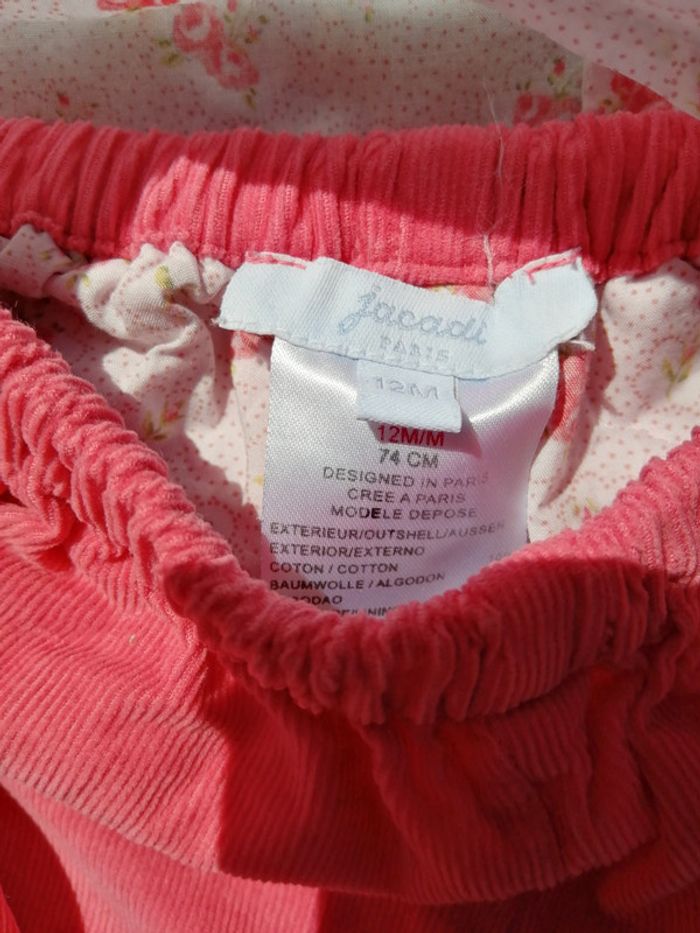 jacadi
PARIS
12M
12M/M
74 CM
DESIGNED IN PARIS
CREE A PARIS
MODELE DEPOSE
EXTERIEUR/OUTSHELL/AUSSEN
EXTERIOR/EXTERNO
COTON / COTTON
BAUMWOLLE / ALGODON